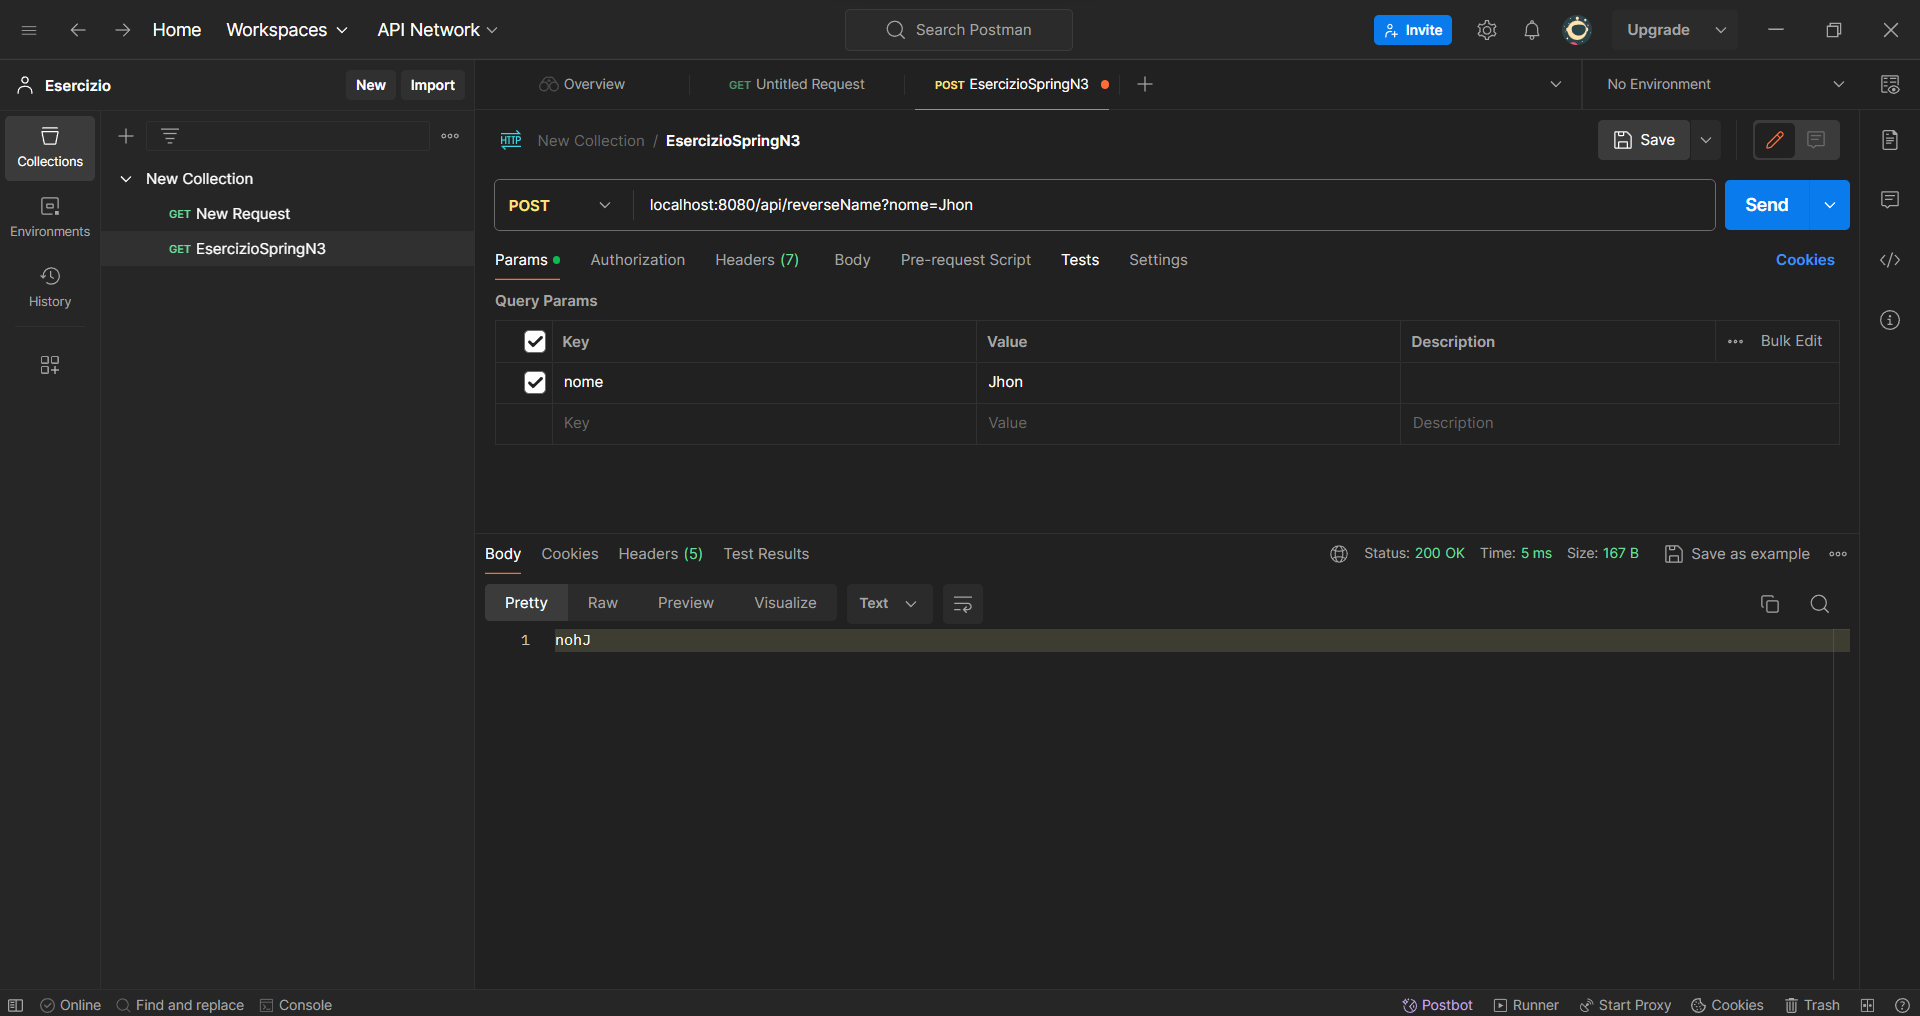 Home Workspaces API Network Search Postman Invite Upgrade
Esercizio New Import Overview GET Untitled Request POST EsercizioSpringN3 No Environment
Collections
Environments
History
New Collection
GET New Request
GET EsercizioSpringN3
HTTP New Collection / EsercizioSpringN3 Save
POST localhost:8080/api/reverseName?nome=Jhon Send
Params Authorization Headers (7) Body Pre-request Script Tests Settings Cookies
Query Params
Key Value Description Bulk Edit
nome Jhon
Key Value Description
Body Cookies Headers (5) Test Results Status: 200 OK Time: 5 ms Size: 167 B Save as example
Pretty Raw Preview Visualize Text
1 nohJ
Online Find and replace Console Postbot Runner Start Proxy Cookies Trash